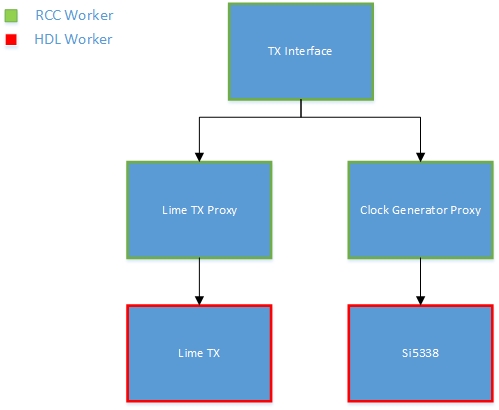 RCC Worker
HDL Worker
TX Interface
Lime TX Proxy
Clock Generator Proxy
Lime TX
Si5338